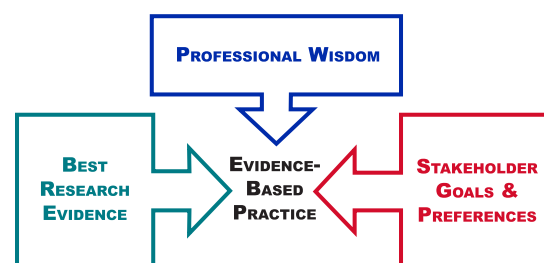 Professional Wisdom
Best
Research
Evidence
Evidence-
Based
Practice
Stakeholder
Goals &
Preferences